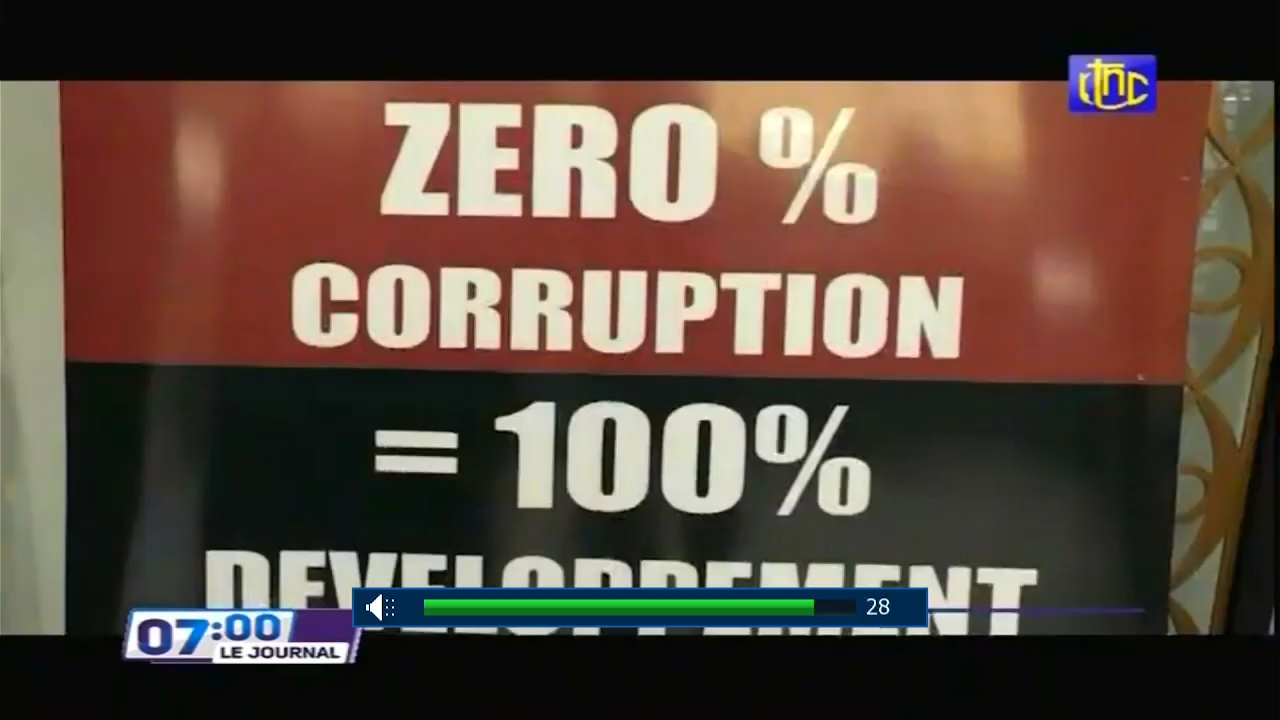 rtnc
ZERO %
CORRUPTION
= 100%
DEVELOPPEMENT
28
07:00
LE JOURNAL